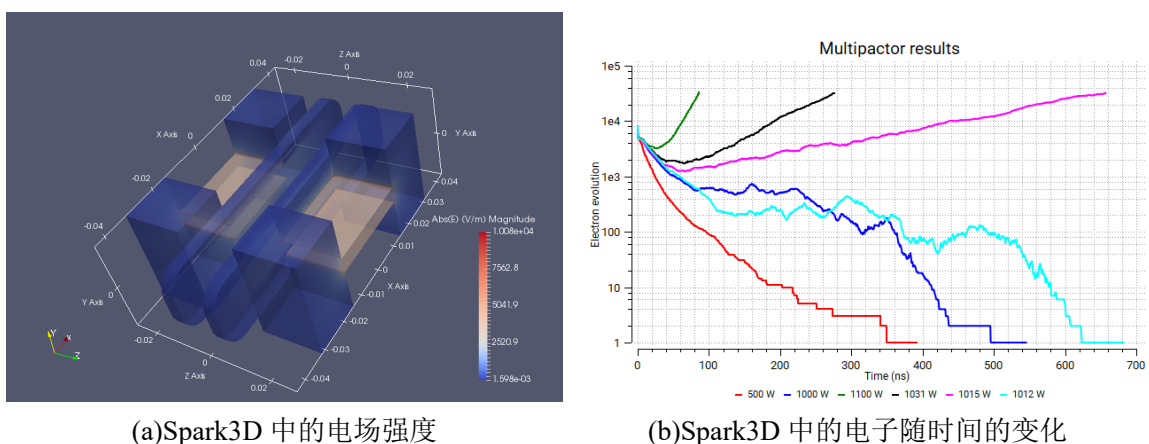 Z Axis
-0.02
0
0.02
0.04
0.02
X Axis
0
-0.02
-0.04
Y Axis
0
0
Y Axis
0.04
0.03
0.02
0.01
X Axis
0
-0.01
-0.02
-0.03
-0.04
-0.02
0
Z Axis
0.02
Abs(E) (V/m) Magnitude
1.008e+04
7562.8
5041.9
2520.9
1.598e-03
Y
X
Z
(a)Spark3D 中的电场强度
Multipactor results
Electron evolution
1e5
1e4
1e3
100
10
1
0 100 200 300 400 500 600 700
Time (ns)
500 W 1000 W 1100 W 1031 W 1015 W 1012 W
(b)Spark3D 中的电子随时间的变化